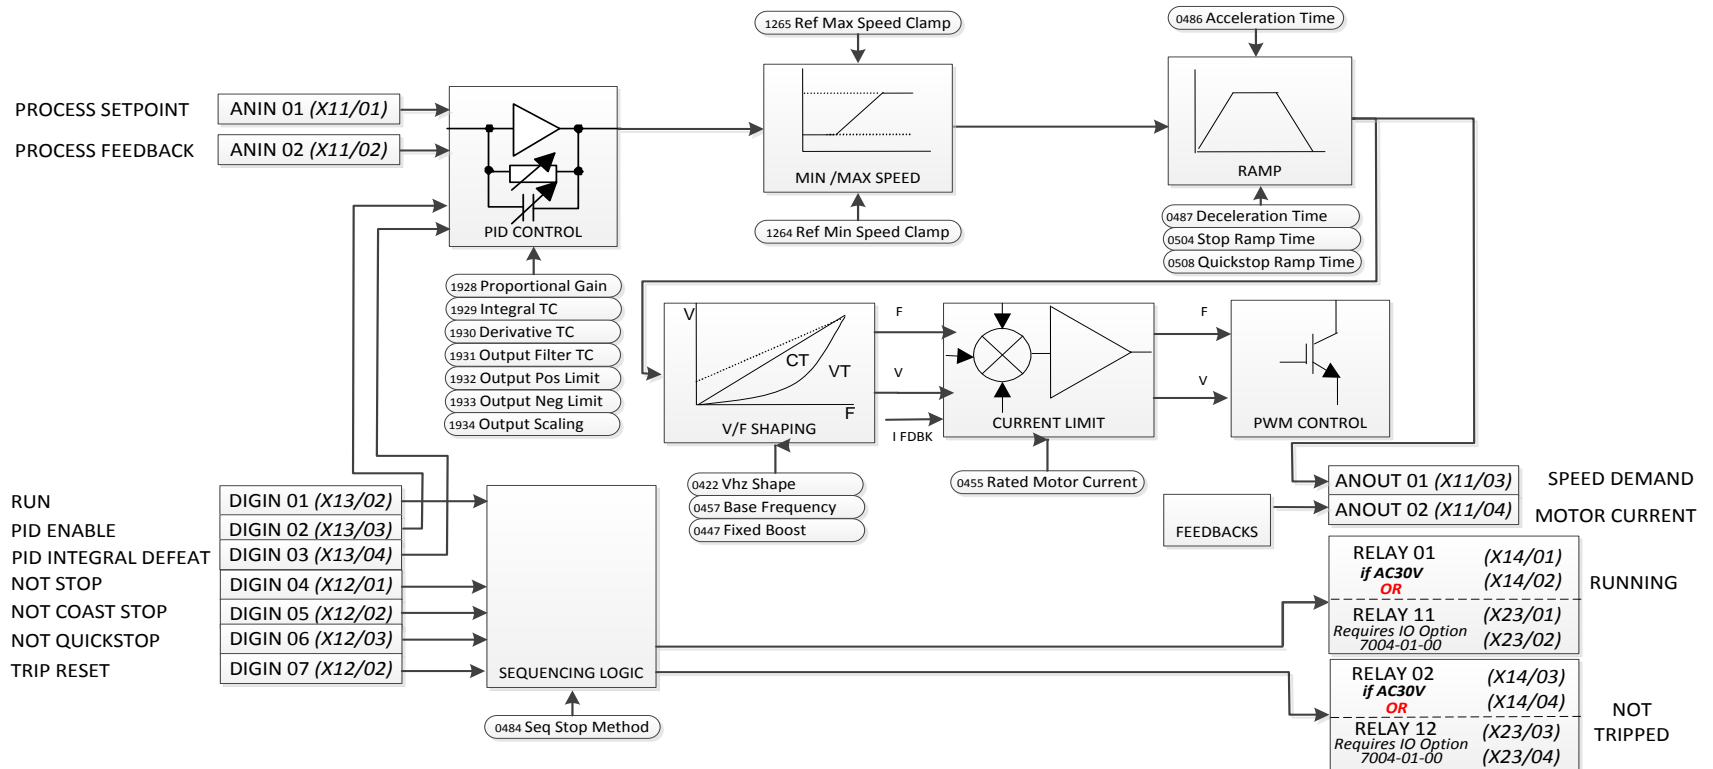 1265 Ref Max Speed Clamp
0486 Acceleration Time
PROCESS SETPOINT
ANIN 01 (X11/01)
PROCESS FEEDBACK
ANIN 02 (X11/02)
PID CONTROL
MIN /MAX SPEED
RAMP
1264 Ref Min Speed Clamp
0487 Deceleration Time
0504 Stop Ramp Time
0508 Quickstop Ramp Time
1928 Proportional Gain
1929 Integral TC
1930 Derivative TC
1931 Output Filter TC
1932 Output Pos Limit
1933 Output Neg Limit
1934 Output Scaling
V
CT
VT
F
V/F SHAPING
F
V
I FDBK
CURRENT LIMIT
F
V
PWM CONTROL
0422 Vhz Shape
0457 Base Frequency
0447 Fixed Boost
0455 Rated Motor Current
ANOUT 01 (X11/03)
SPEED DEMAND
ANOUT 02 (X11/04)
MOTOR CURRENT
FEEDBACKS
RUN
DIGIN 01 (X13/02)
PID ENABLE
DIGIN 02 (X13/03)
PID INTEGRAL DEFEAT
DIGIN 03 (X13/04)
NOT STOP
DIGIN 04 (X12/01)
NOT COAST STOP
DIGIN 05 (X12/02)
NOT QUICKSTOP
DIGIN 06 (X12/03)
TRIP RESET
DIGIN 07 (X12/02)
SEQUENCING LOGIC
0484 Seq Stop Method
RELAY 01 (X14/01)
if AC30V (X14/02)
OR
RUNNING
RELAY 11 (X23/01)
Requires IO Option (X23/02)
7004-01-00
RELAY 02 (X14/03)
if AC30V (X14/04)
OR
NOT
TRIPPED
RELAY 12 (X23/03)
Requires IO Option
7004-01-00 (X23/04)